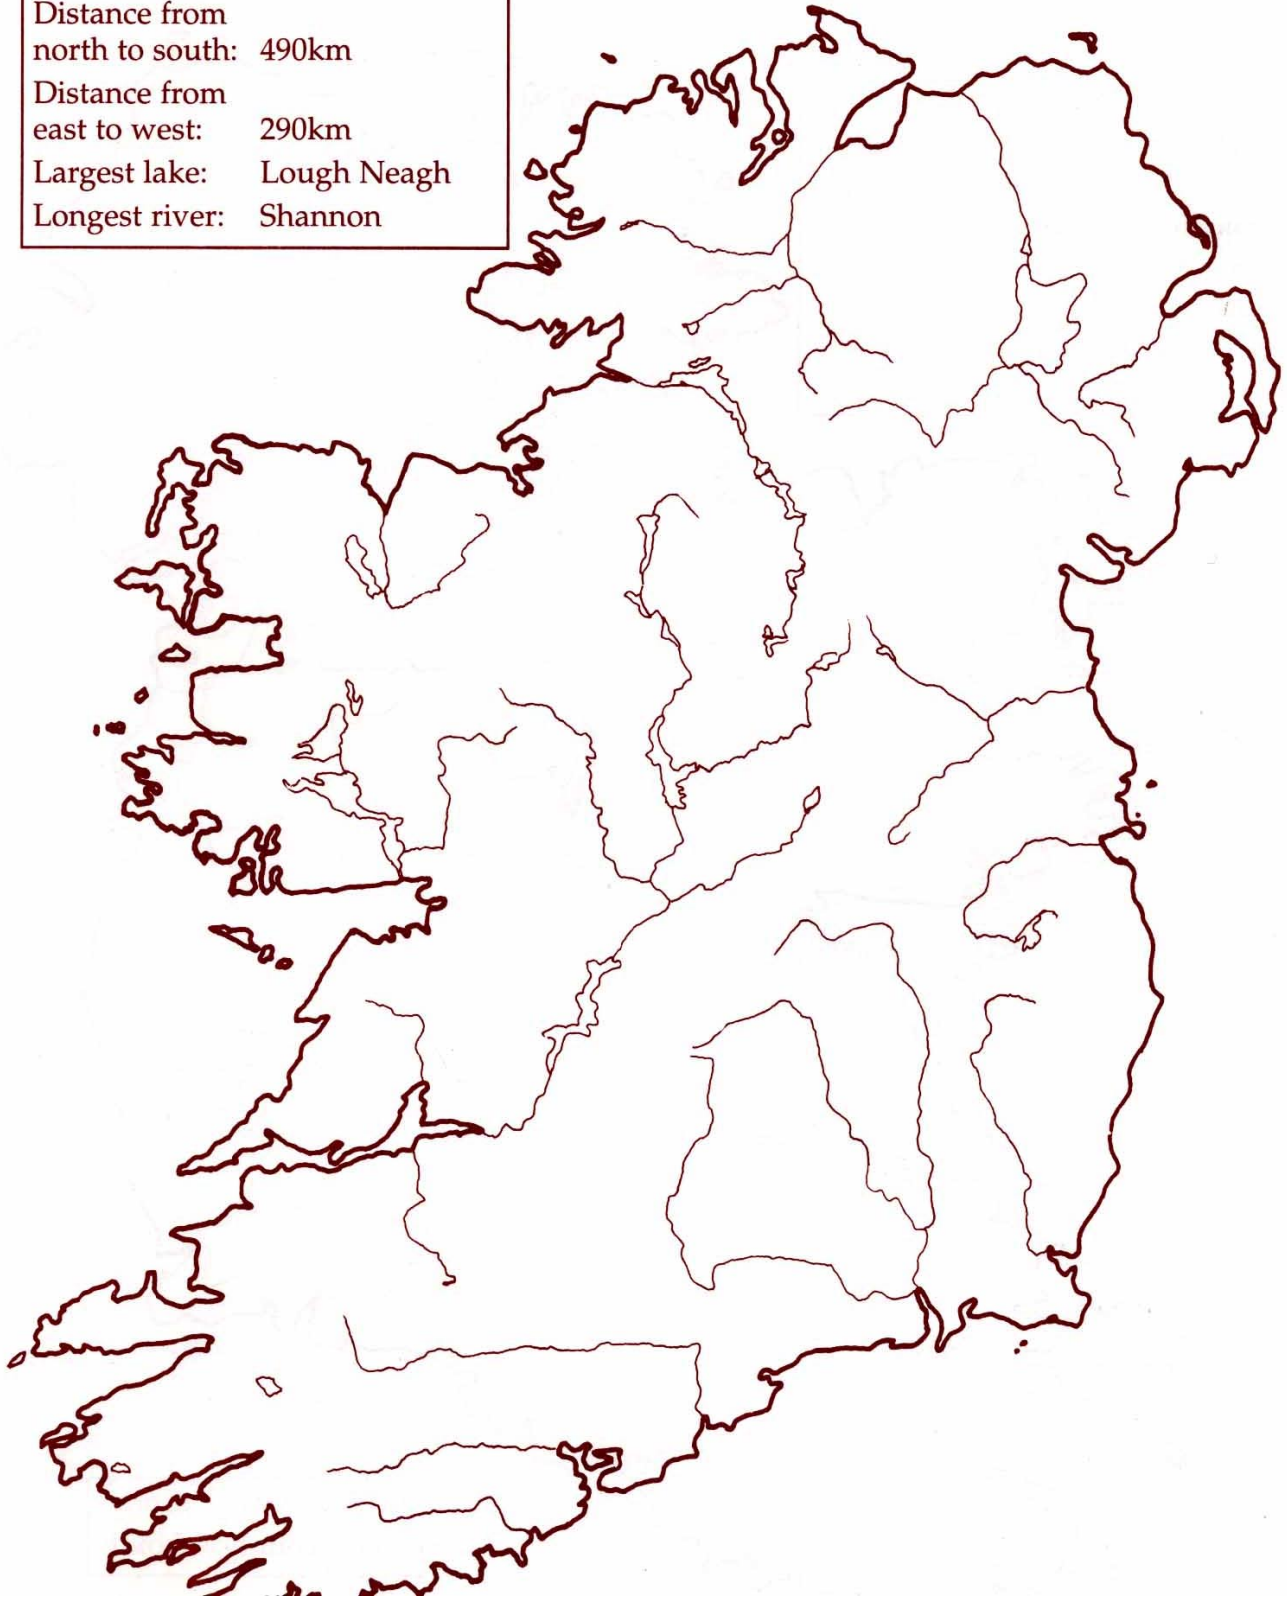 Distance from
north to south: 490km
Distance from
east to west: 290km
Largest lake: Lough Neagh
Longest river: Shannon